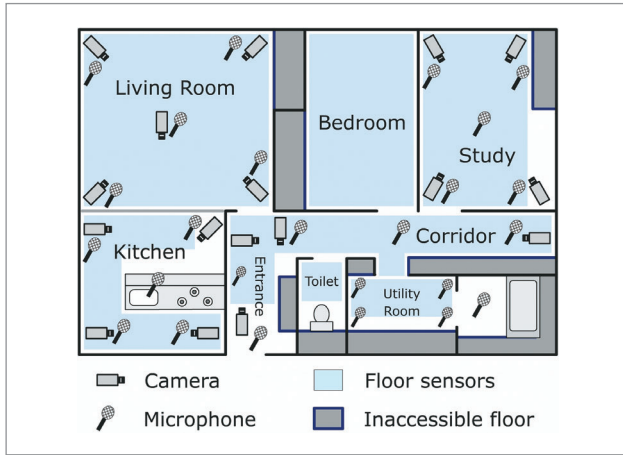 Living Room
Bedroom
Study
Kitchen
Entrance
Corridor
Toilet
Utility
Room
Camera
Floor sensors
Microphone
Inaccessible floor